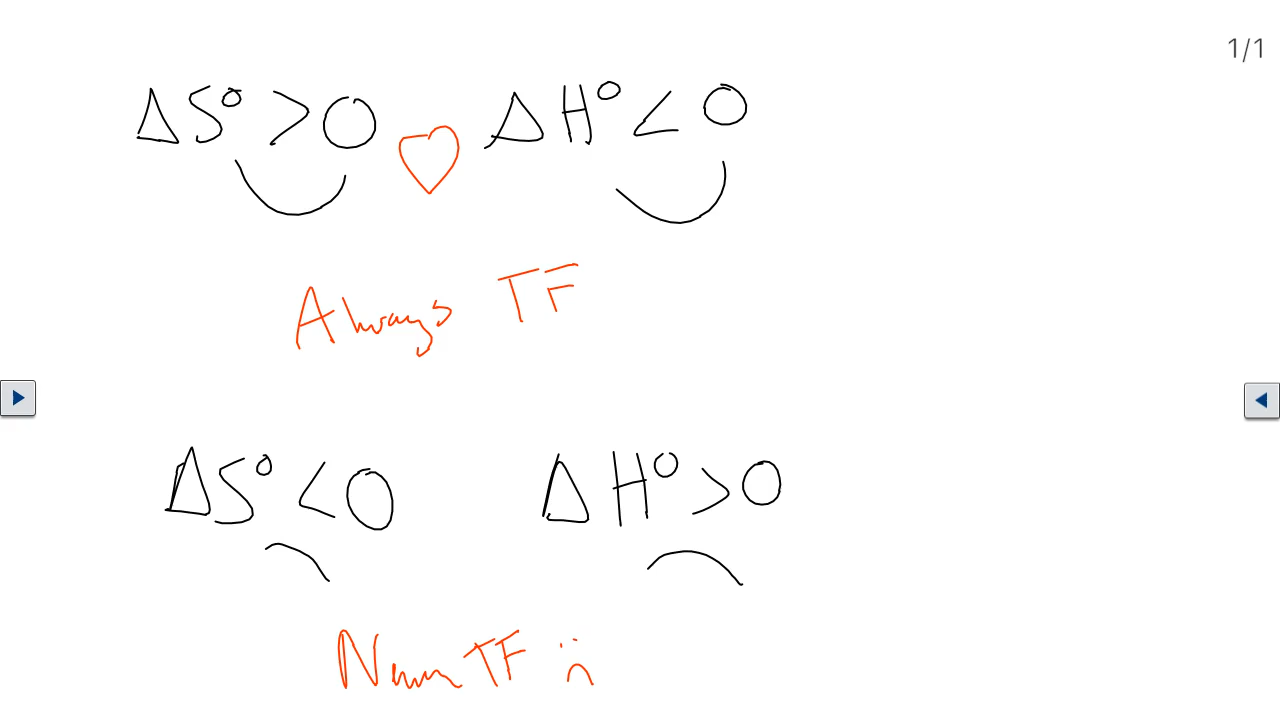 1/1
ΔS° > 0 ♡ ΔH° < 0
Always TF
ΔS° < 0 ΔH° > 0
Never TF :(